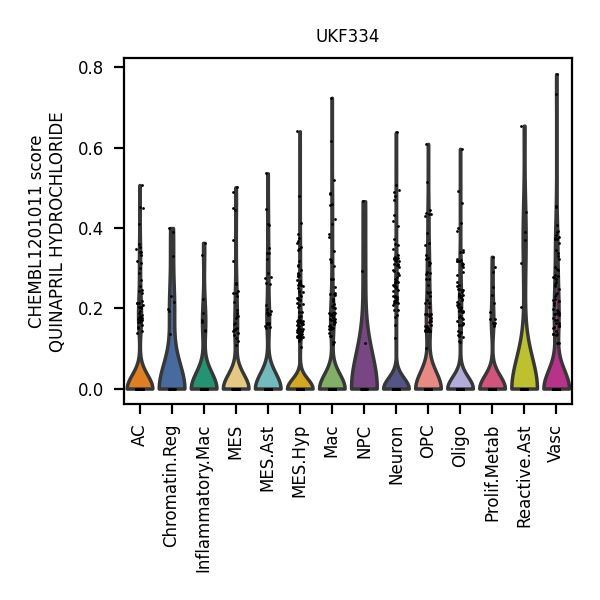 UKF334
CHEMBL1201011 score
QUINAPRIL HYDROCHLORIDE
0.8
0.6
0.4
0.2
0.0
AC
Chromatin.Reg
Inflammatory.Mac
MES
MES.Ast
MES.Hyp
Mac
NPC
Neuron
OPC
Oligo
Prolif.Metab
Reactive.Ast
Vasc